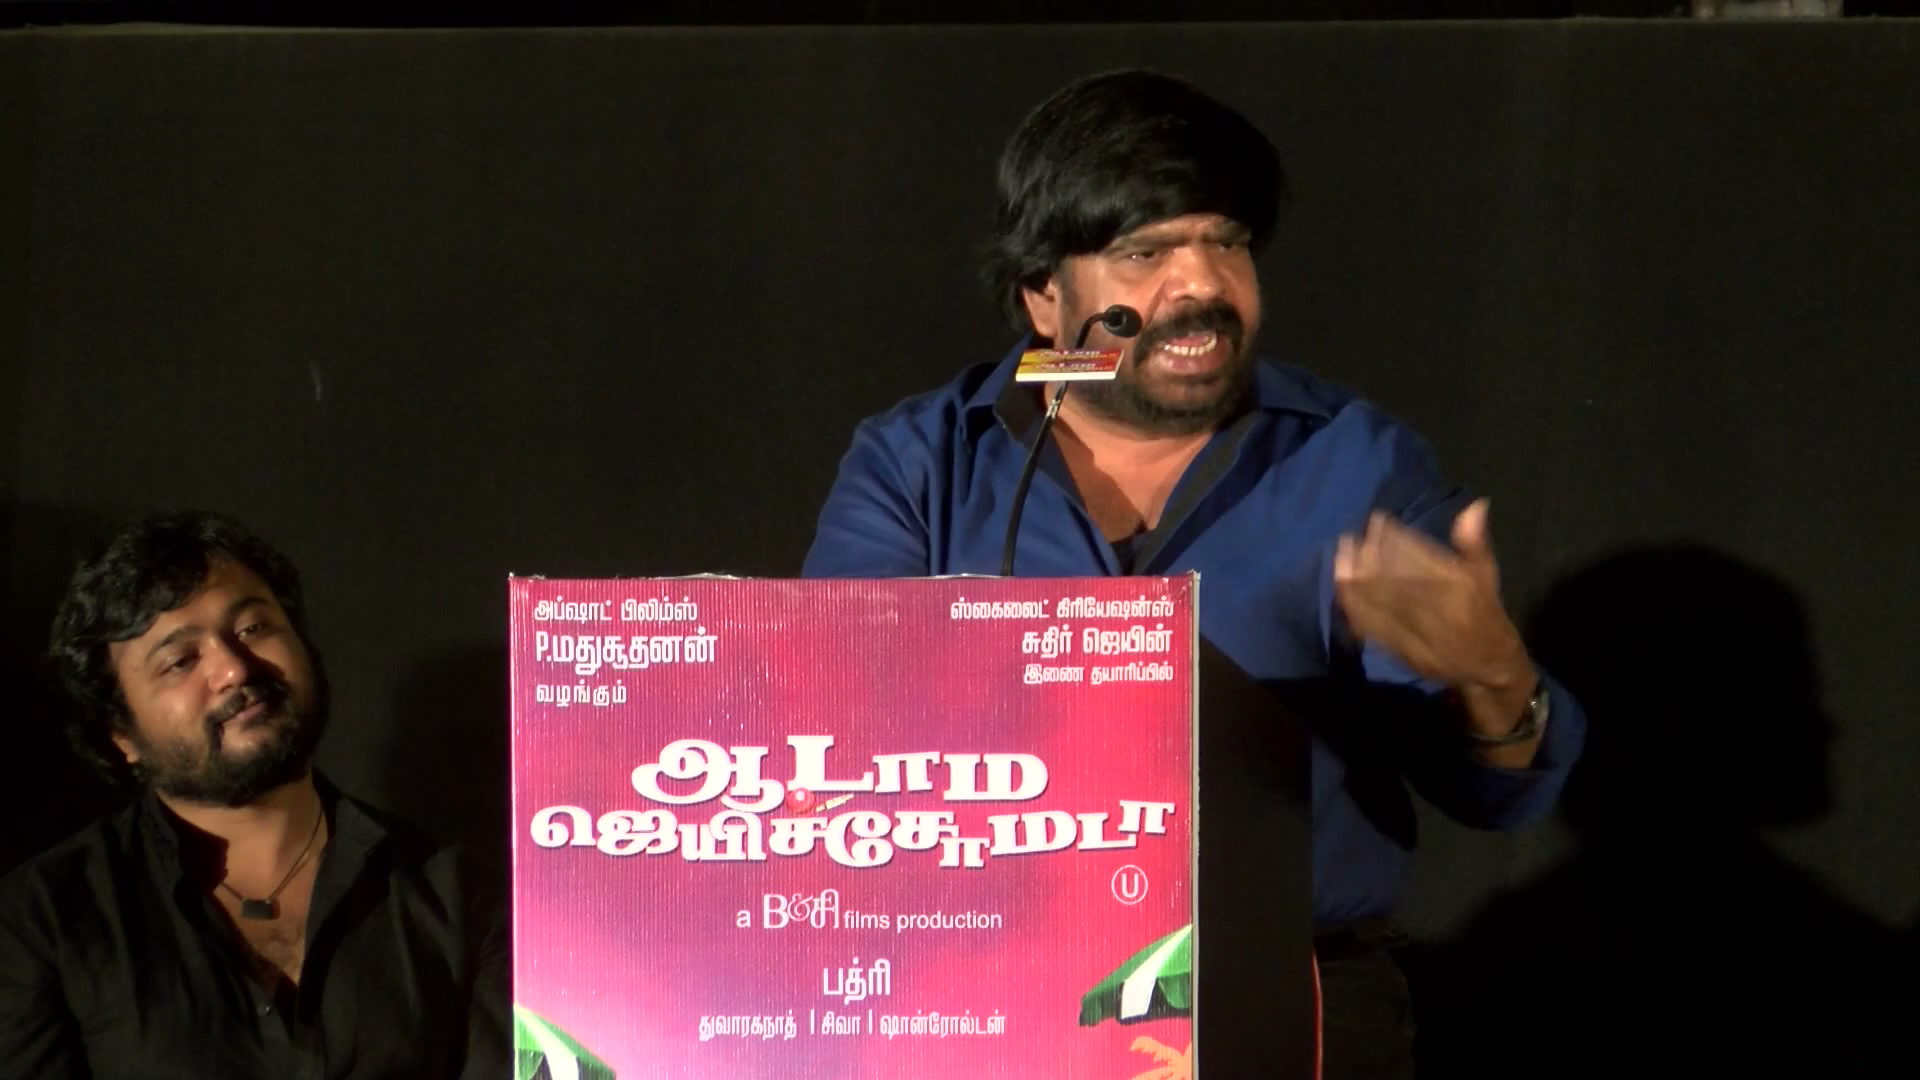 அப்ஷாட் பிலிம்ஸ்
P.மதுசூதனன்
வழங்கும்
ஸ்கைலைட் கிரியேஷன்ஸ்
சுதிர் ஜெயின்
இணை தயாரிப்பில்
ஆடாம
ஜெயிச்சோமடா
U
a B&சி films production
பத்ரி
துவாரகநாத் | சிவா | ஷான்ரோல்டன்